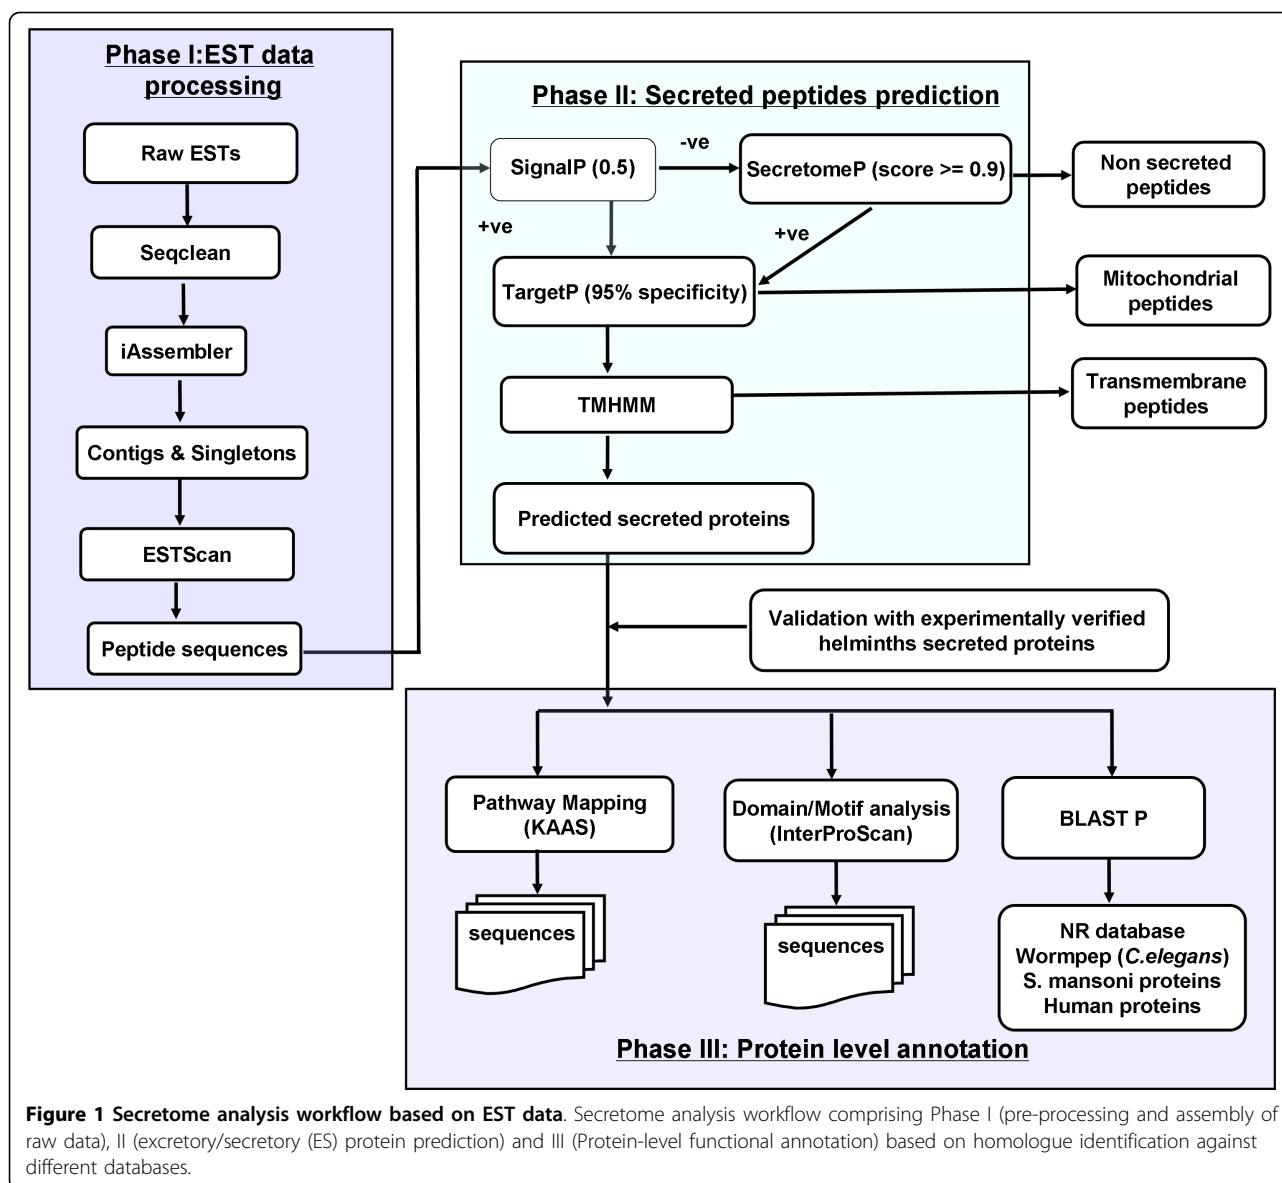 Phase I:EST data
processing
Raw ESTs
Seqclean
iAssembler
Contigs & Singletons
ESTScan
Peptide sequences
Phase II: Secreted peptides prediction
SignalP (0.5)
-ve
SecretomeP (score >= 0.9)
Non secreted
peptides
+ve
+ve
TargetP (95% specificity)
Mitochondrial
peptides
TMHMM
Transmembrane
peptides
Predicted secreted proteins
Validation with experimentally verified
helminths secreted proteins
Pathway Mapping
(KAAS)
Domain/Motif analysis
(InterProScan)
BLAST P
sequences
sequences
NR database
Wormpep (C.elegans)
S. mansoni proteins
Human proteins
Phase III: Protein level annotation
Figure 1 Secretome analysis workflow based on EST data. Secretome analysis workflow comprising Phase I (pre-processing and assembly of
raw data), II (excretory/secretory (ES) protein prediction) and III (Protein-level functional annotation) based on homologue identification against
different databases.